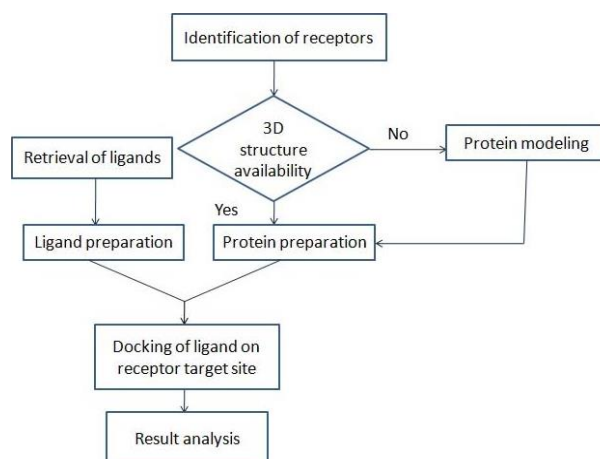 Identification of receptors
3D
structure
availability
No
Protein modeling
Retrieval of ligands
Yes
Ligand preparation
Protein preparation
Docking of ligand on
receptor target site
Result analysis